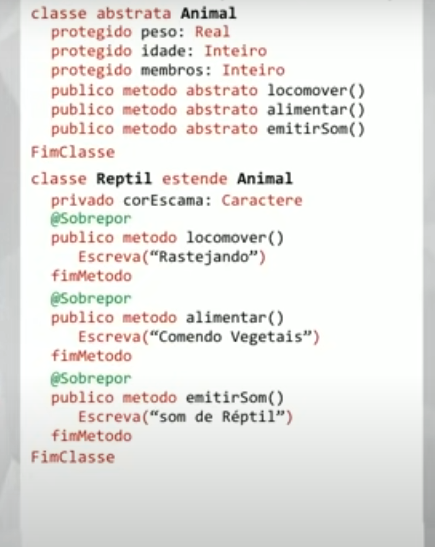 classe abstrata Animal
protegido peso: Real
protegido idade: Inteiro
protegido membros: Inteiro
publico metodo abstrato locomover()
publico metodo abstrato alimentar()
publico metodo abstrato emitirSom()
FimClasse
classe Reptil estende Animal
privado corEscama: Caractere
@Sobrepor
publico metodo locomover()
Escreva(“Rastejando”)
fimMetodo
@Sobrepor
publico metodo alimentar()
Escreva(“Comendo Vegetais”)
fimMetodo
@Sobrepor
publico metodo emitirSom()
Escreva(“som de Réptil”)
fimMetodo
FimClasse